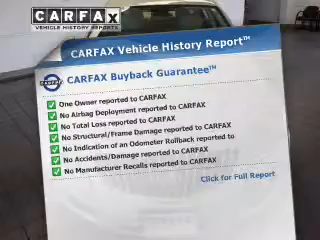 CARFAX
VEHICLE HISTORY REPORTS
CARFAX Vehicle History Report™
CARFAX
CARFAX Buyback Guarantee™
One Owner reported to CARFAX
No Airbag Deployment reported to CARFAX
No Total Loss reported to CARFAX
No Structural/Frame Damage reported to CARFAX
No Indication of an Odometer Rollback reported to
No Accidents/Damage reported to CARFAX
No Manufacturer Recalls reported to CARFAX
Click for Full Report